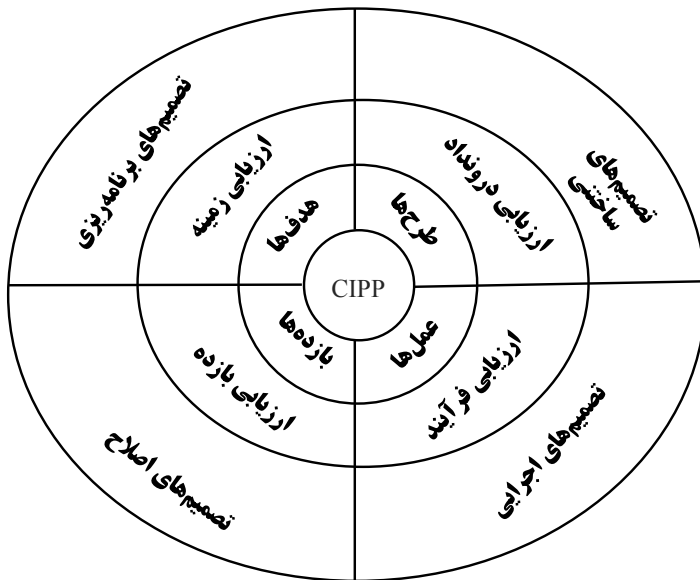 تصمیم‌های برنامه‌ریزی
ارزیابی زمینه
هدف‌ها
تصمیم‌های
ساختی
ارزیابی درونداد
طرح‌ها
CIPP
بازده‌ها
ارزیابی بازده
تصمیم‌های اصلاح
عمل‌ها
ارزیابی فرآیند
تصمیم‌های اجرایی